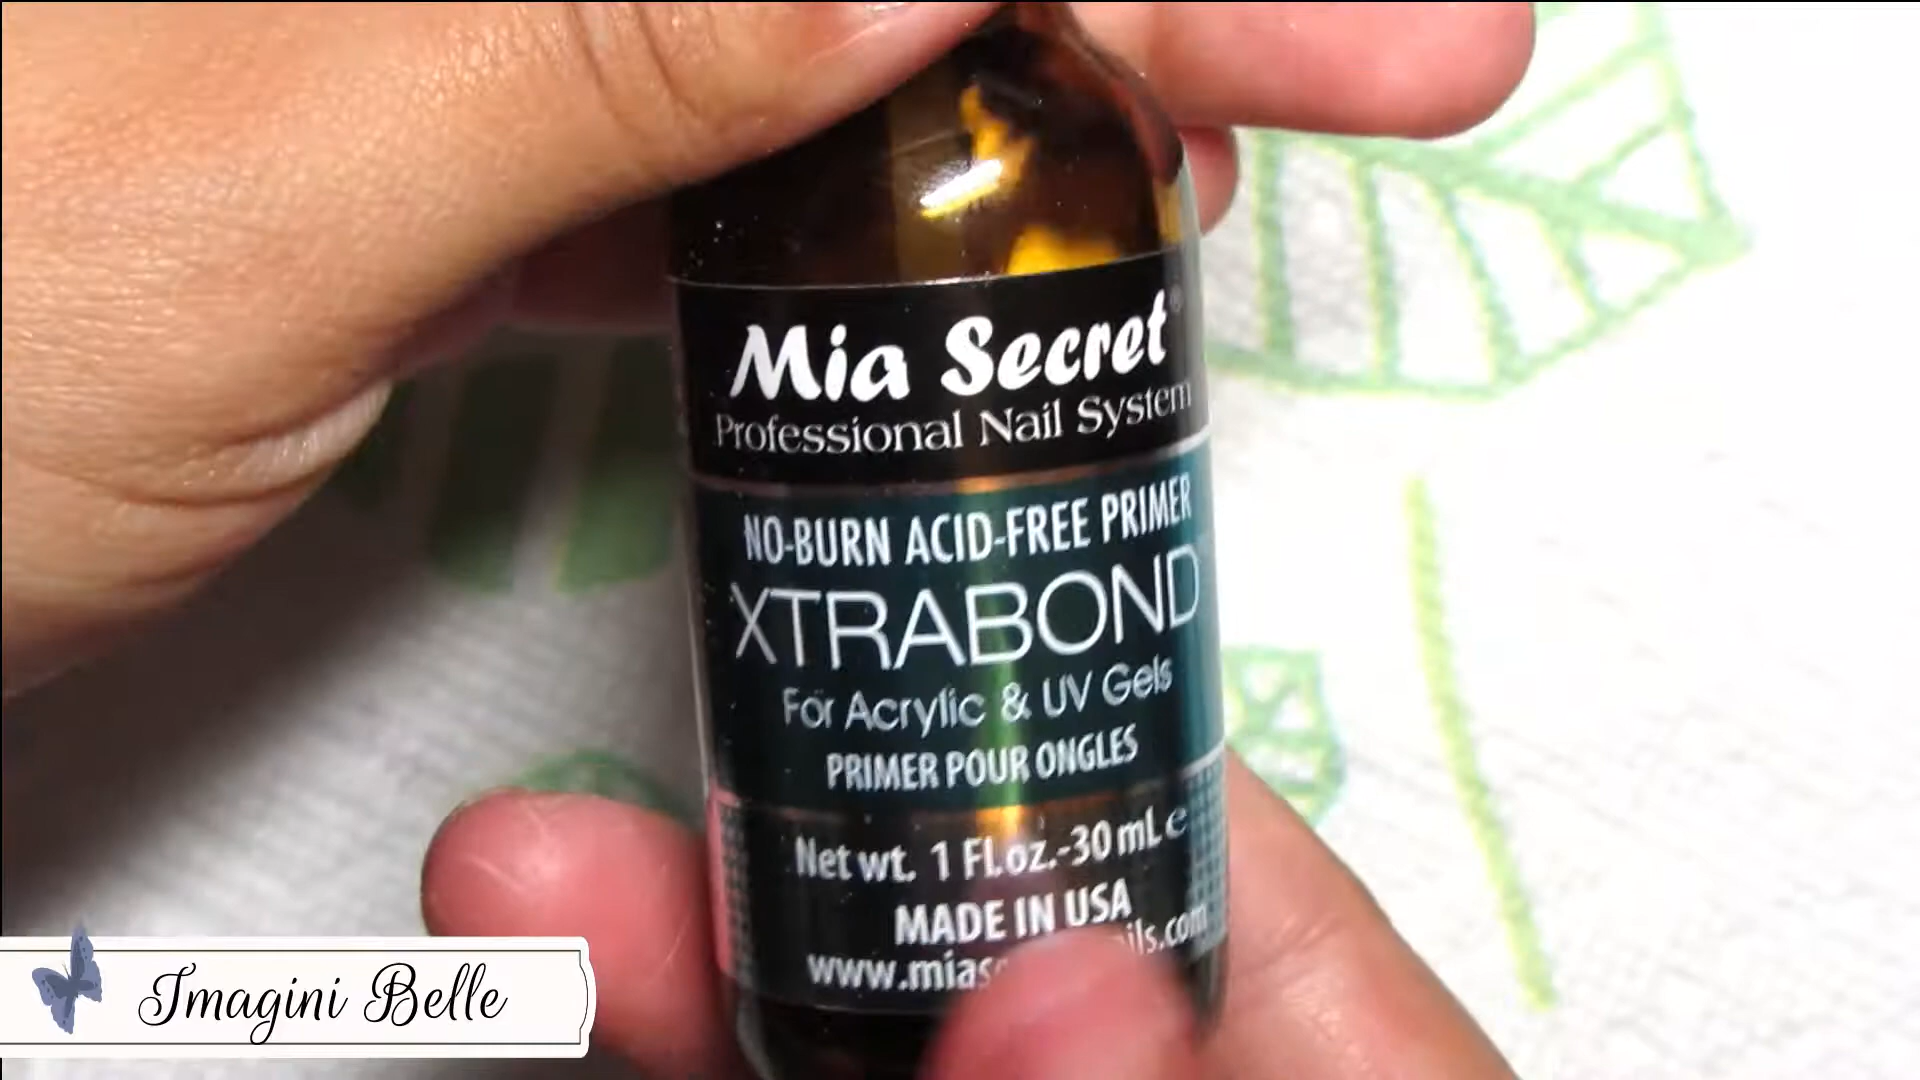 Mia Secret®
Professional Nail System
NO-BURN ACID-FREE PRIMER
XTRABOND
For Acrylic & UV Gels
PRIMER POUR ONGLES
Net wt. 1 Fl.oz.-30 mL e
MADE IN USA
Imagini Belle